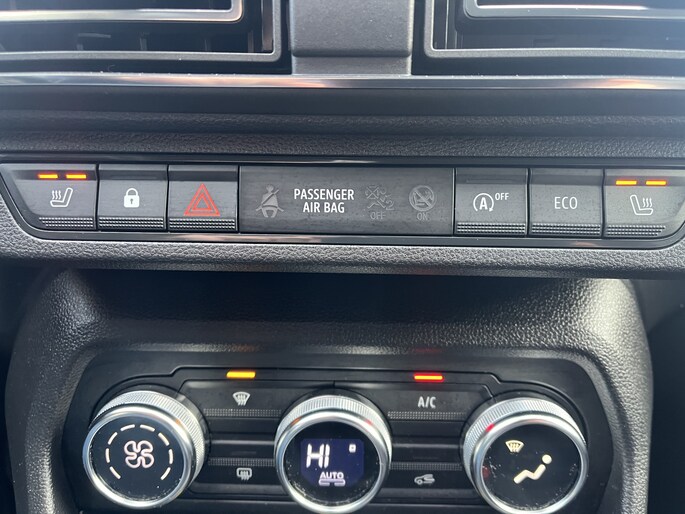 PASSENGER
AIR BAG
OFF
ON
A OFF
ECO
A/C
HI
AUTO